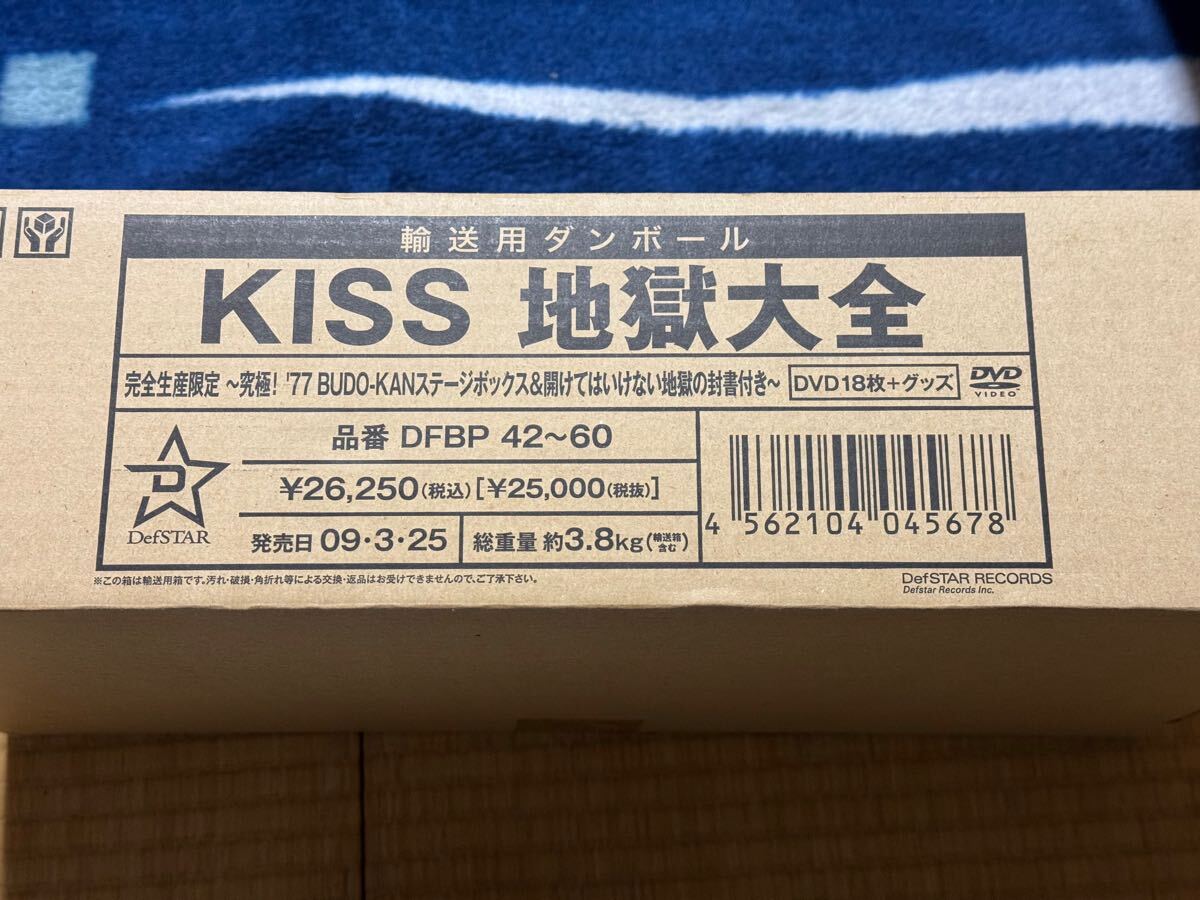 輸送用ダンボール
KISS 地獄大全
完全生産限定 ～究極! '77 BUDO-KANステージボックス&開けてはいけない地獄の封書付き～ DVD18枚+グッズ DVD VIDEO
品番 DFBP 42～60
¥26,250(税込)[¥25,000(税抜)]
発売日 09・3・25 総重量 約3.8kg(輸送箱含む)
D
DefSTAR
4 562104 045678
※この箱は輸送用箱です。汚れ・破損・角折れ等による交換・返品はお受けできませんので、ご了承下さい。
DefSTAR RECORDS
Defstar Records Inc.